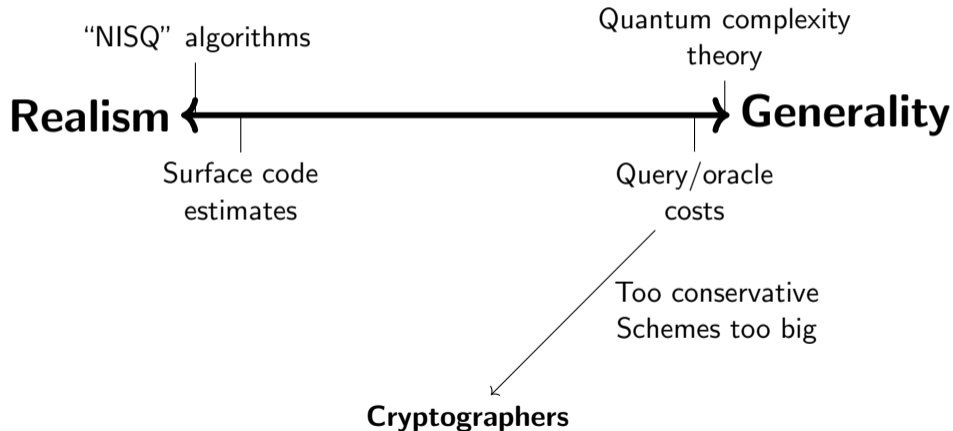 “NISQ” algorithms
Quantum complexity
theory
Realism
Generality
Surface code
estimates
Query/oracle
costs
Too conservative
Schemes too big
Cryptographers